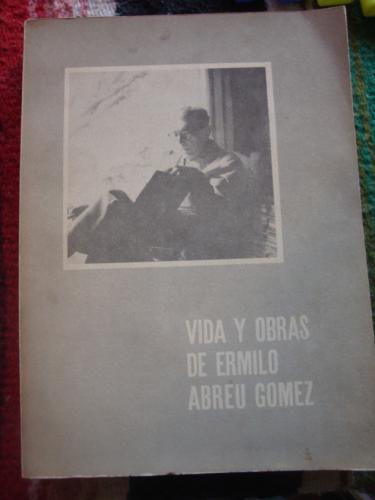 VIDA Y OBRAS
DE ERMILO
ABREU GOMEZ